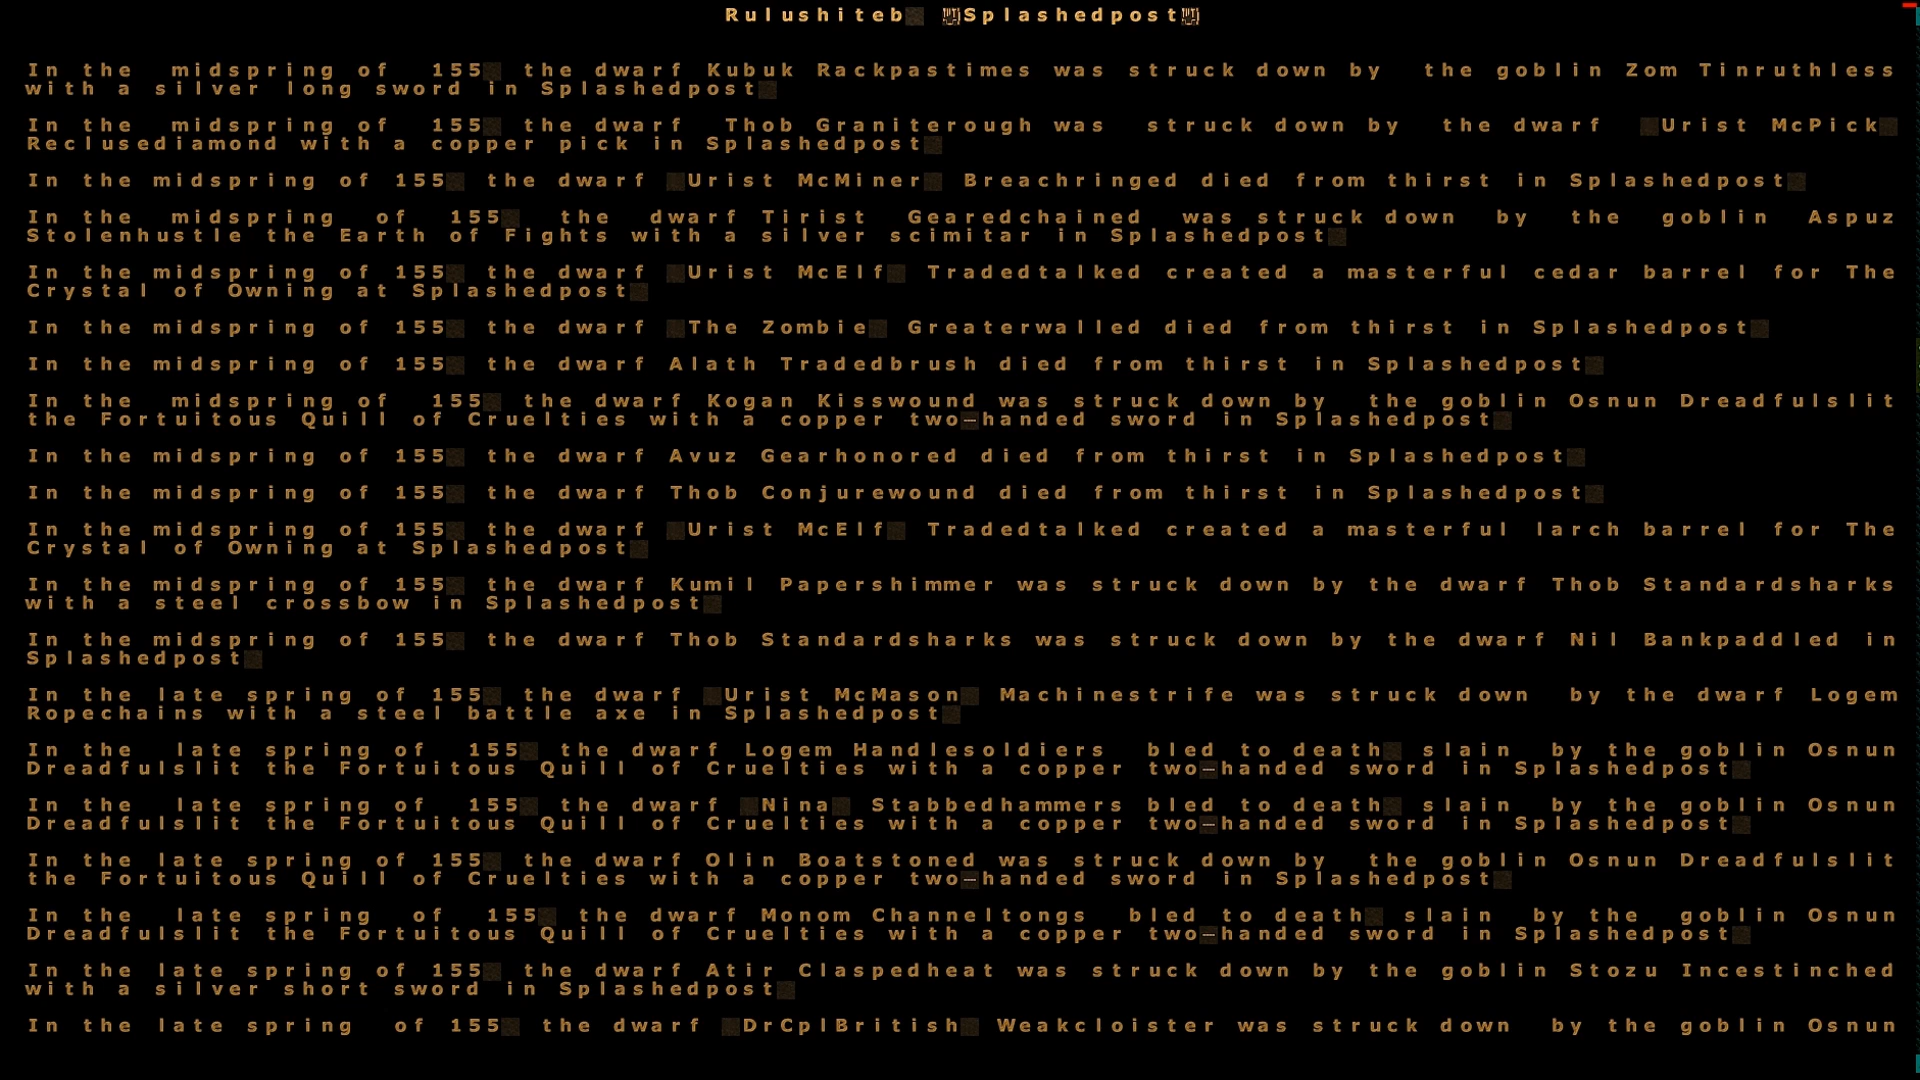 Rulushiteb Splashedpost
In the midspring of 155 the dwarf Kubuk Rackpastimes was struck down by the goblin Zom Tinruthless
with a silver long sword in Splashedpost
In the midspring of 155 the dwarf Thob Graniterough was struck down by the dwarf Urist McPick
Reclusediamond with a copper pick in Splashedpost
In the midspring of 155 the dwarf Urist McMiner Breachringed died from thirst in Splashedpost
In the midspring of 155 the dwarf Tirist Gearedchained was struck down by the goblin Aspuz
Stolenhustle the Earth of Fights with a silver scimitar in Splashedpost
In the midspring of 155 the dwarf Urist McElf Tradedtalked created a masterful cedar barrel for The
Crystal of Owning at Splashedpost
In the midspring of 155 the dwarf The Zombie Greaterwalled died from thirst in Splashedpost
In the midspring of 155 the dwarf Alath Tradedbrush died from thirst in Splashedpost
In the midspring of 155 the dwarf Kogan Kisswound was struck down by the goblin Osnun Dreadfulslit
the Fortuitous Quill of Cruelties with a copper two-handed sword in Splashedpost
In the midspring of 155 the dwarf Avuz Gearhonored died from thirst in Splashedpost
In the midspring of 155 the dwarf Thob Conjurewound died from thirst in Splashedpost
In the midspring of 155 the dwarf Urist McElf Tradedtalked created a masterful larch barrel for The
Crystal of Owning at Splashedpost
In the midspring of 155 the dwarf Kumil Papershimmer was struck down by the dwarf Thob Standardsharks
with a steel crossbow in Splashedpost
In the midspring of 155 the dwarf Thob Standardsharks was struck down by the dwarf Nil Bankpaddled in
Splashedpost
In the late spring of 155 the dwarf Urist McMason Machinestrife was struck down by the dwarf Logem
Ropechains with a steel battle axe in Splashedpost
In the late spring of 155 the dwarf Logem Handlesoldiers bled to death slain by the goblin Osnun
Dreadfulslit the Fortuitous Quill of Cruelties with a copper two-handed sword in Splashedpost
In the late spring of 155 the dwarf Nina Stabbedhammers bled to death slain by the goblin Osnun
Dreadfulslit the Fortuitous Quill of Cruelties with a copper two-handed sword in Splashedpost
In the late spring of 155 the dwarf Olin Boatstoned was struck down by the goblin Osnun Dreadfulslit
the Fortuitous Quill of Cruelties with a copper two-handed sword in Splashedpost
In the late spring of 155 the dwarf Monom Channeltongs bled to death slain by the goblin Osnun
Dreadfulslit the Fortuitous Quill of Cruelties with a copper two-handed sword in Splashedpost
In the late spring of 155 the dwarf Atir Claspedheat was struck down by the goblin Stozu Incestinched
with a silver short sword in Splashedpost
In the late spring of 155 the dwarf DrCplBritish Weakcloister was struck down by the goblin Osnun